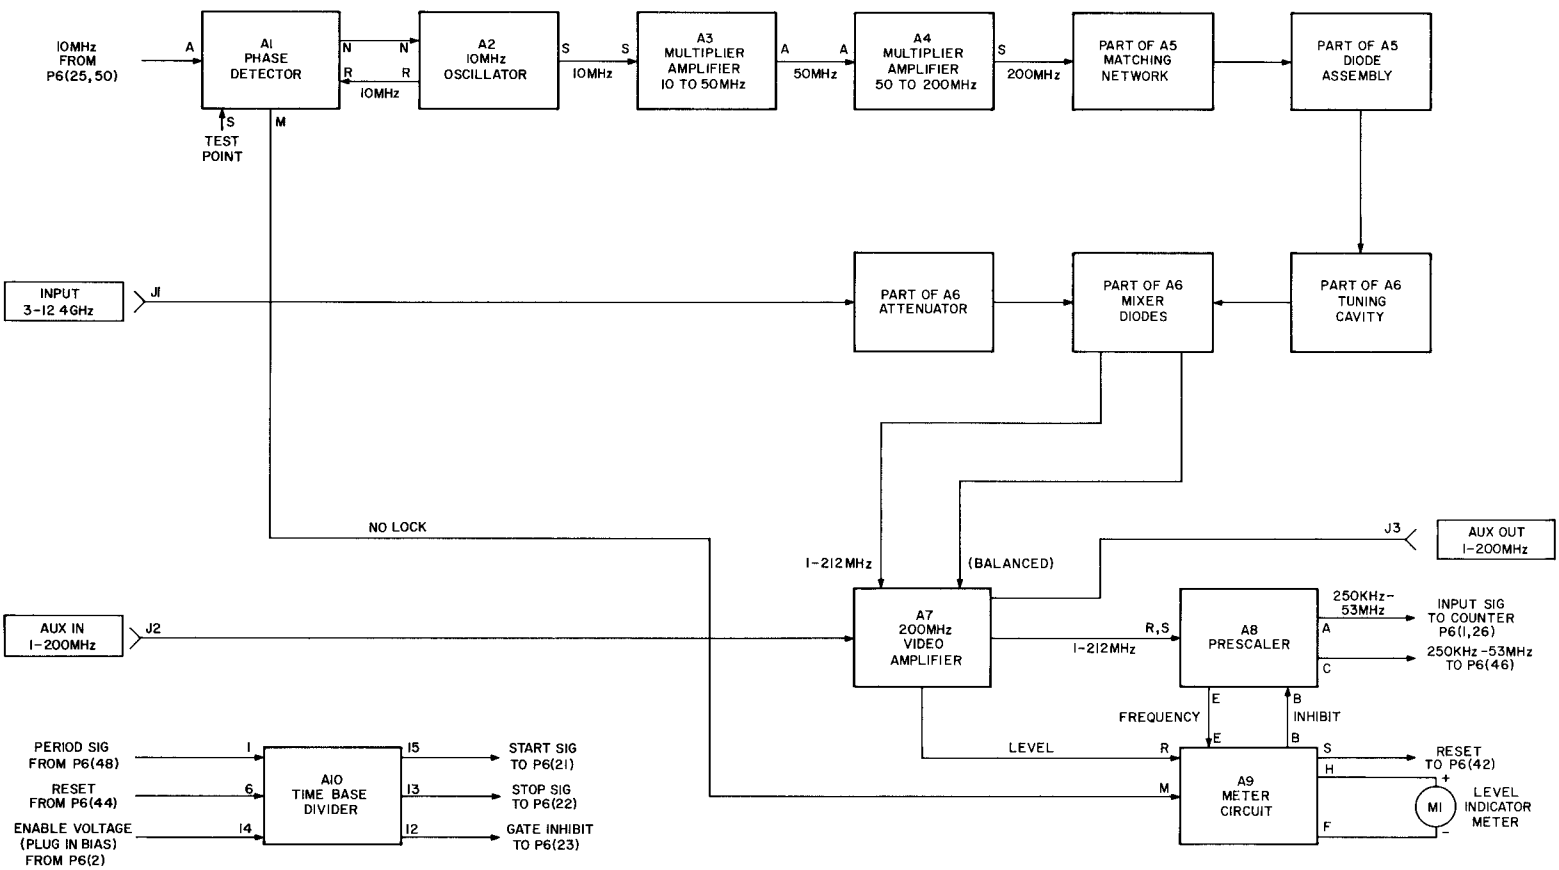 10MHz
FROM
P6(25,50)
A
A1
PHASE
DETECTOR
N
N
R
R
10MHz
S
TEST
POINT
M
A2
10MHz
OSCILLATOR
S
S
10MHz
A3
MULTIPLIER
AMPLIFIER
10 TO 50MHz
A
A
50MHz
A4
MULTIPLIER
AMPLIFIER
50 TO 200MHz
S
200MHz
PART OF A5
MATCHING
NETWORK
PART OF A5
DIODE
ASSEMBLY
INPUT
3-12 4GHz
J1
PART OF A6
ATTENUATOR
PART OF A6
MIXER
DIODES
PART OF A6
TUNING
CAVITY
NO LOCK
1-212MHz
(BALANCED)
J3
AUX OUT
1-200MHz
AUX IN
1-200MHz
J2
A7
200MHz
VIDEO
AMPLIFIER
R,S
1-212MHz
A8
PRESCALER
250KHz-
53MHz
A
INPUT SIG
TO COUNTER
P6(1,26)
C
250KHz-53MHz
TO P6(46)
E
B
FREQUENCY
INHIBIT
E
B
LEVEL
R
M
A9
METER
CIRCUIT
S
RESET
TO P6(42)
H
+
M1
LEVEL
INDICATOR
METER
F
-
PERIOD SIG
FROM P6(48)
1
RESET
FROM P6(44)
6
ENABLE VOLTAGE
(PLUG IN BIAS)
FROM P6(2)
14
A10
TIME BASE
DIVIDER
15
START SIG
TO P6(21)
13
STOP SIG
TO P6(22)
12
GATE INHIBIT
TO P6(23)